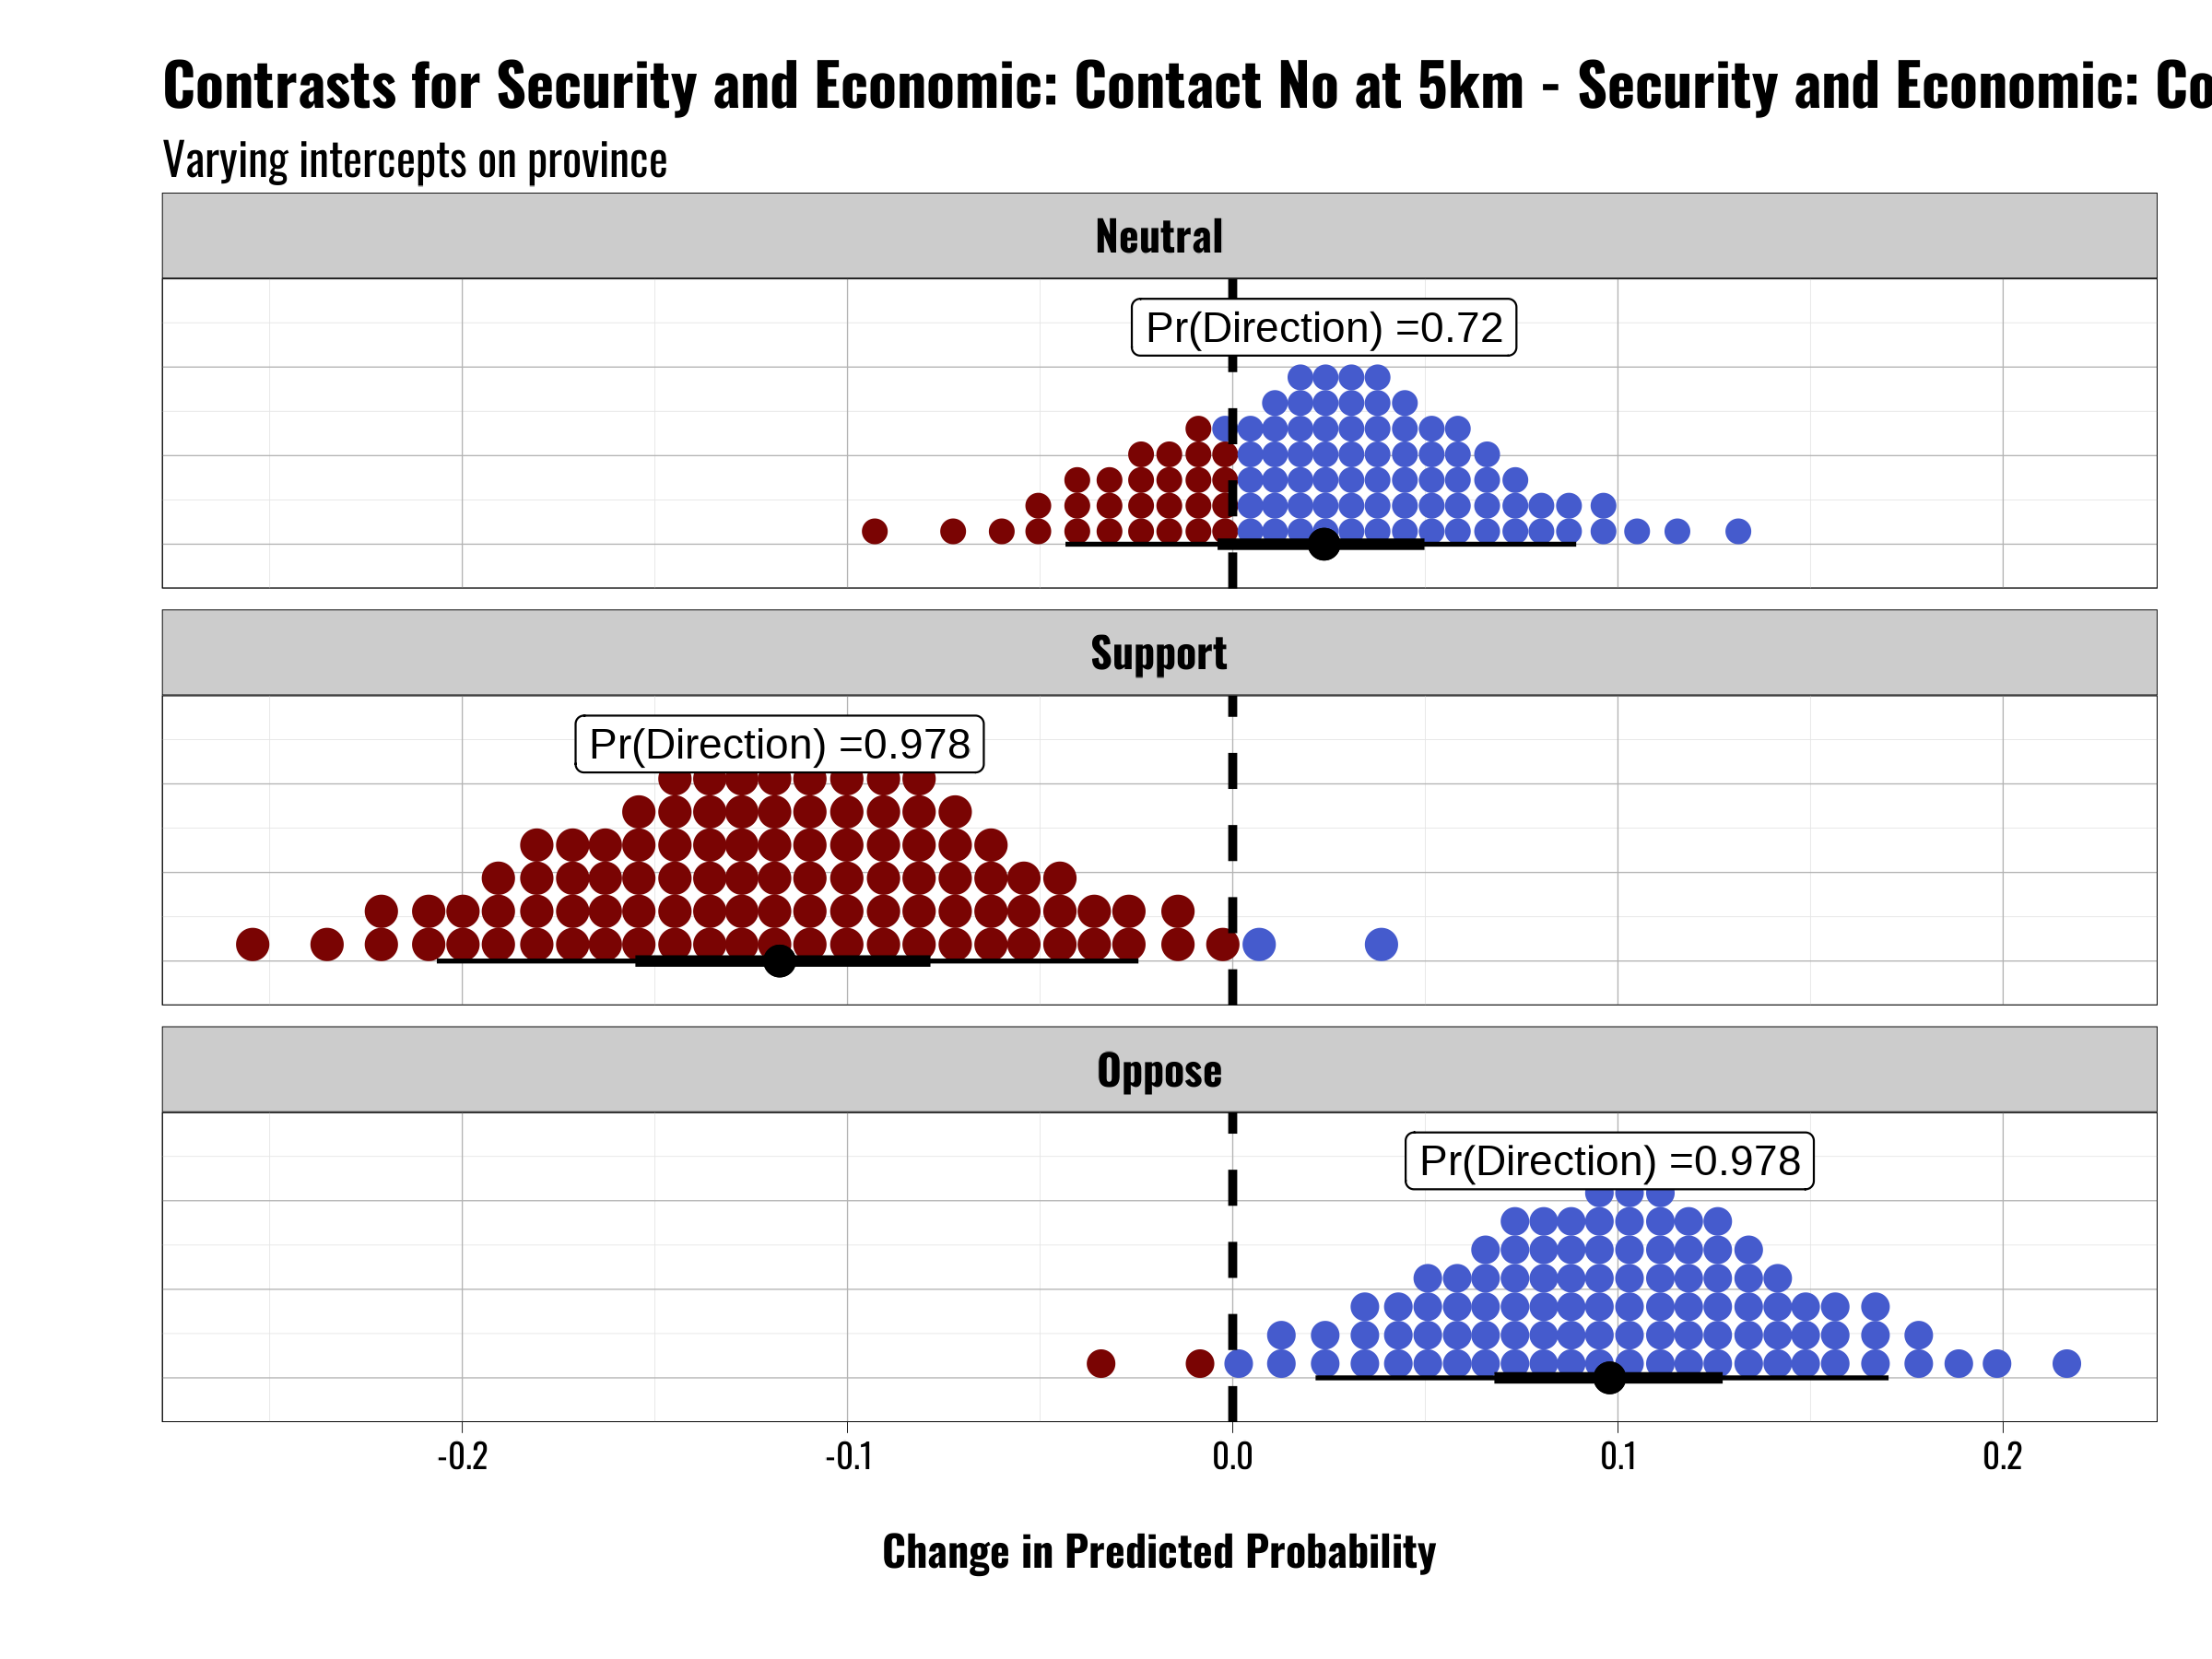 Contrasts for Security and Economic: Contact No at 5km - Security and Economic: Co
Varying intercepts on province
Neutral
Pr(Direction) =0.72
Support
Pr(Direction) =0.978
Oppose
Pr(Direction) =0.978
-0.2 -0.1 0.0 0.1 0.2
Change in Predicted Probability